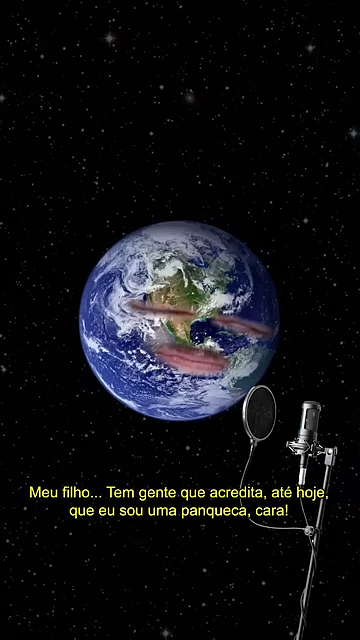 Meu filho... Tem gente que acredita, até hoje,
que eu sou uma panqueca, cara!